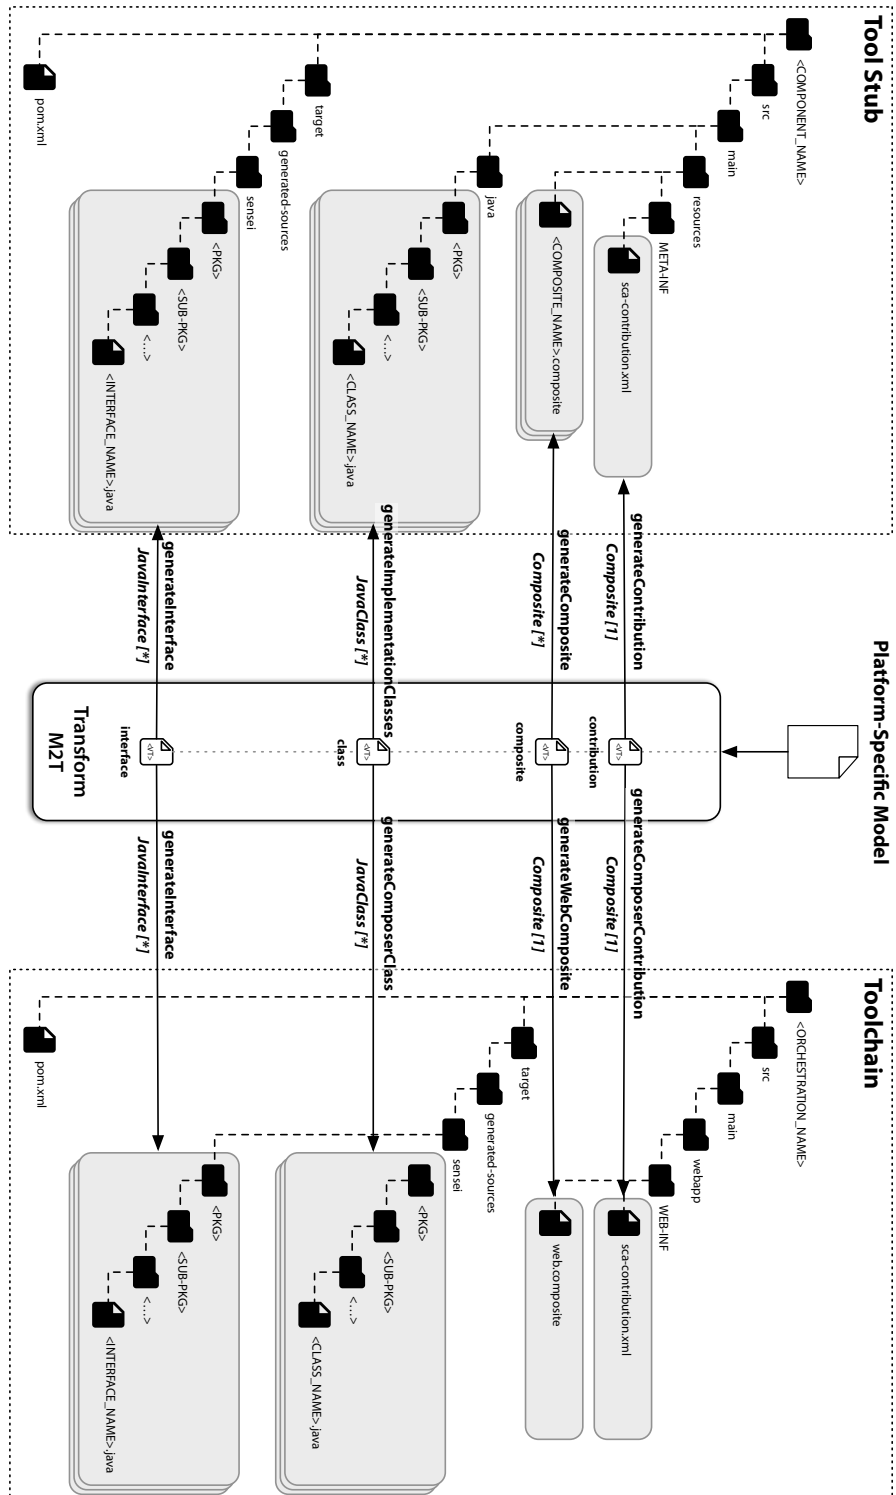 Tool Stub
<COMPONENT_NAME>
src
main
resources
META-INF
sca-contribution.xml
<COMPOSITE_NAME>.composite
java
<PKG>
<SUB-PKG>
<...>
<CLASS_NAME>.java
target
generated-sources
sensei
<PKG>
<SUB-PKG>
<...>
<INTERFACE_NAME>.java
pom.xml
Platform-Specific Model
generateContribution
Composite [1]
generateComposite
Composite [*]
generateImplementationClasses
JavaClass [*]
generateInterface
JavaInterface [*]
<VT>
contribution
<VT>
composite
<VT>
class
<VT>
interface
Transform
M2T
generateComposerContribution
Composite [1]
generateWebComposite
Composite [1]
generateComposerClass
JavaClass [*]
generateInterface
JavaInterface [*]
Toolchain
<ORCHESTRATION_NAME>
src
main
webapp
WEB-INF
sca-contribution.xml
web.composite
target
generated-sources
sensei
<PKG>
<SUB-PKG>
<...>
<CLASS_NAME>.java
<PKG>
<SUB-PKG>
<...>
<INTERFACE_NAME>.java
pom.xml